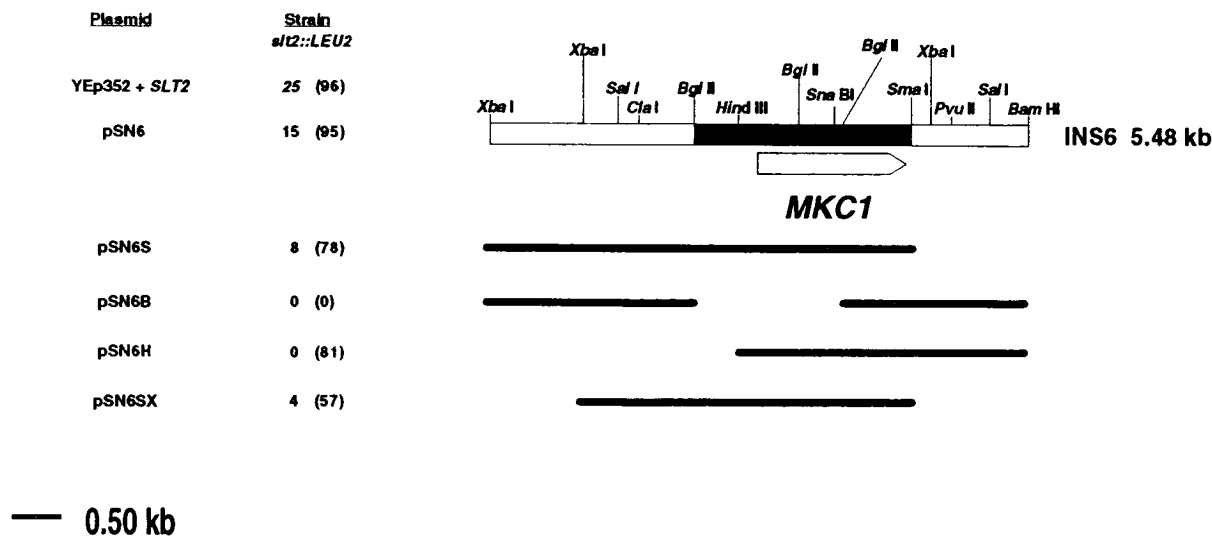 Plasmid Strain
slt2::LEU2
YEp352 + SLT2 25 (96)
pSN6 15 (95)
Xba I Xba I Sal I Cla I Bgl II Hind III Bgl II Sna BI Bgl II Sma I Xba I Pvu II Sal I Bam HI
INS6 5.48 kb
MKC1
pSN6S 8 (78)
pSN6B 0 (0)
pSN6H 0 (81)
pSN6SX 4 (57)
0.50 kb